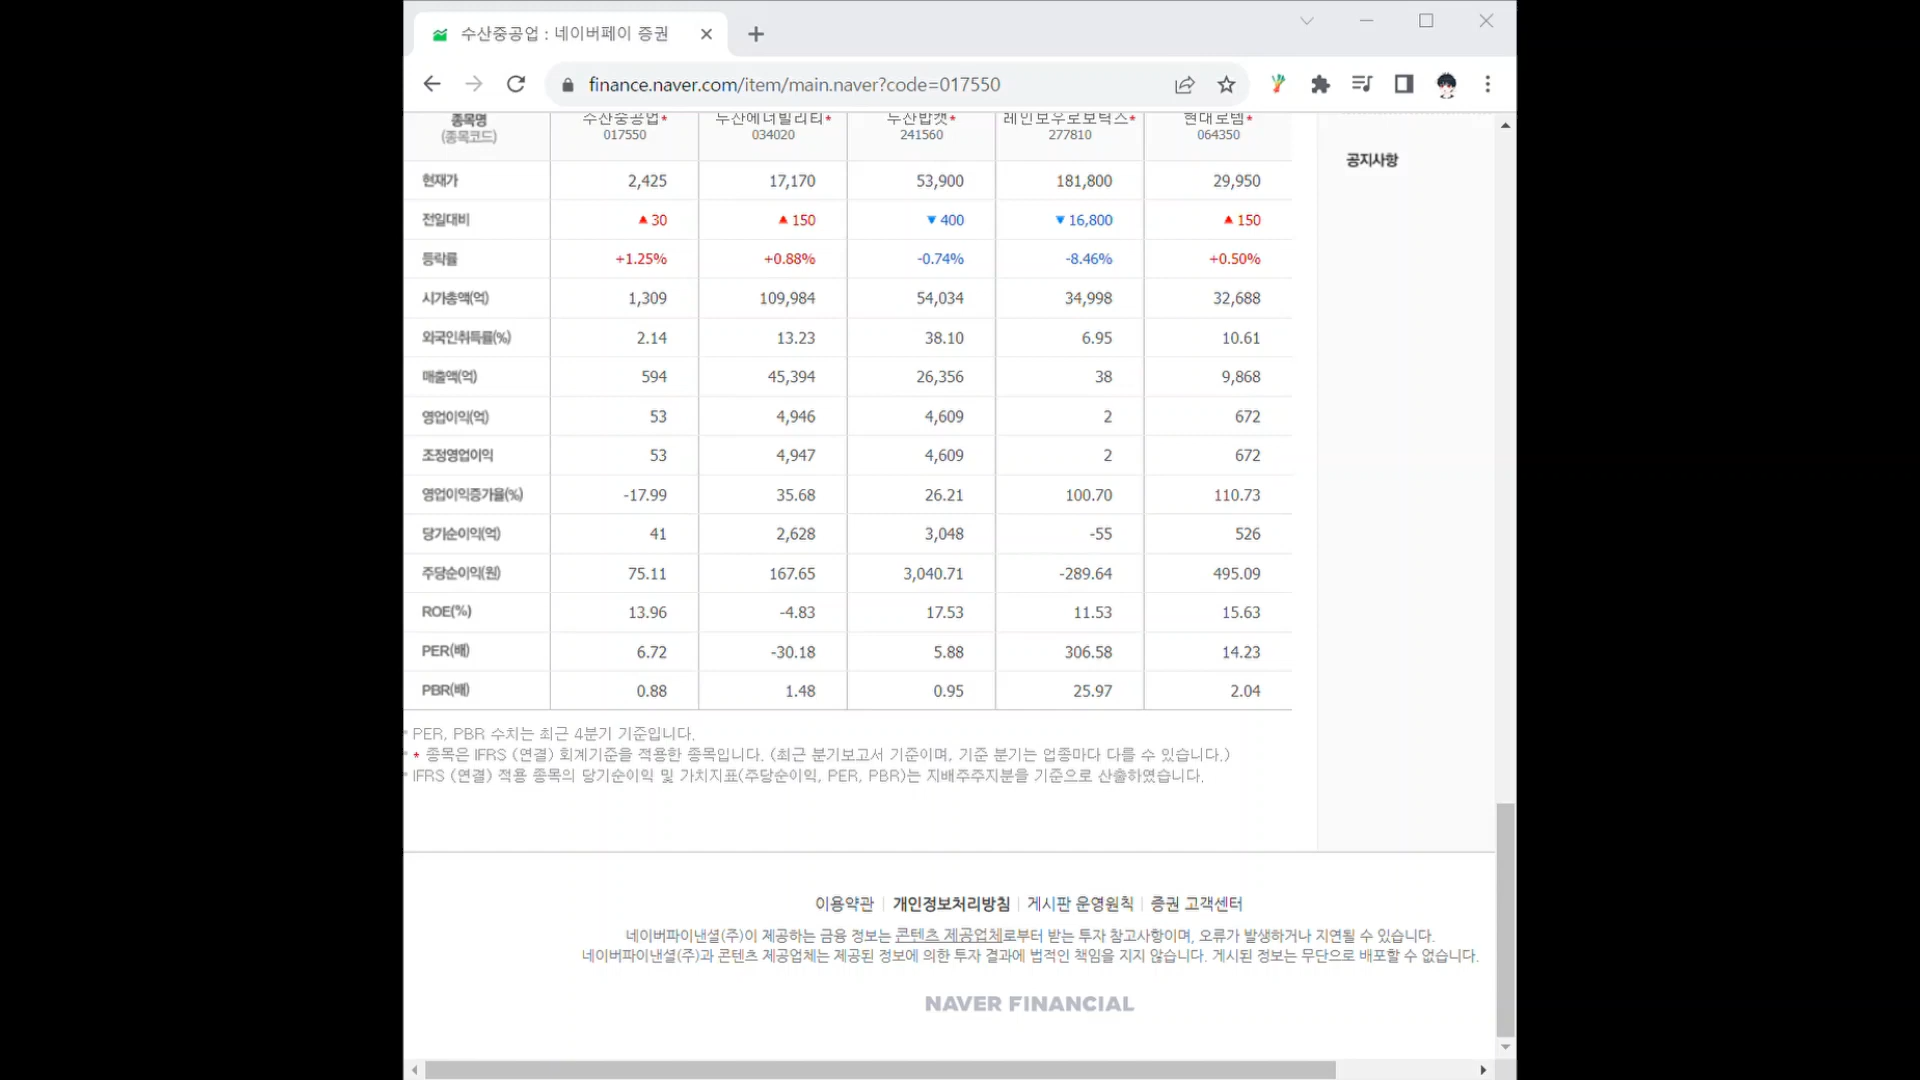 수산중공업 : 네이버페이 증권
finance.naver.com/item/main.naver?code=017550
종목명 수산중공업* 두산에너빌리티* 두산밥캣* 레인보우로보틱스* 현대로템*
(종목코드) 017550 034020 241560 277810 064350
공지사항
현재가 2,425 17,170 53,900 181,800 29,950
전일대비 ▲30 ▲150 ▼400 ▼16,800 ▲150
등락률 +1.25% +0.88% -0.74% -8.46% +0.50%
시가총액(억) 1,309 109,984 54,034 34,998 32,688
외국인취득률(%) 2.14 13.23 38.10 6.95 10.61
매출액(억) 594 45,394 26,356 38 9,868
영업이익(억) 53 4,946 4,609 2 672
조정영업이익 53 4,947 4,609 2 672
영업이익증가율(%) -17.99 35.68 26.21 100.70 110.73
당기순이익(억) 41 2,628 3,048 -55 526
주당순이익(원) 75.11 167.65 3,040.71 -289.64 495.09
ROE(%) 13.96 -4.83 17.53 11.53 15.63
PER(배) 6.72 -30.18 5.88 306.58 14.23
PBR(배) 0.88 1.48 0.95 25.97 2.04
* PER, PBR 수치는 최근 4분기 기준입니다.
* * 종목은 IFRS (연결) 회계기준을 적용한 종목입니다. (최근 분기보고서 기준이며, 기준 분기는 업종마다 다를 수 있습니다.)
* IFRS (연결) 적용 종목의 당기순이익 및 가치지표(주당순이익, PER, PBR)는 지배주주지분을 기준으로 산출하였습니다.
이용약관 | 개인정보처리방침 | 게시판 운영원칙 | 증권 고객센터
네이버파이낸셜(주)이 제공하는 금융 정보는 콘텐츠 제공업체로부터 받는 투자 참고사항이며, 오류가 발생하거나 지연될 수 있습니다.
네이버파이낸셜(주)과 콘텐츠 제공업체는 제공된 정보에 의한 투자 결과에 법적인 책임을 지지 않습니다. 게시된 정보는 무단으로 배포할 수 없습니다.
NAVER FINANCIAL